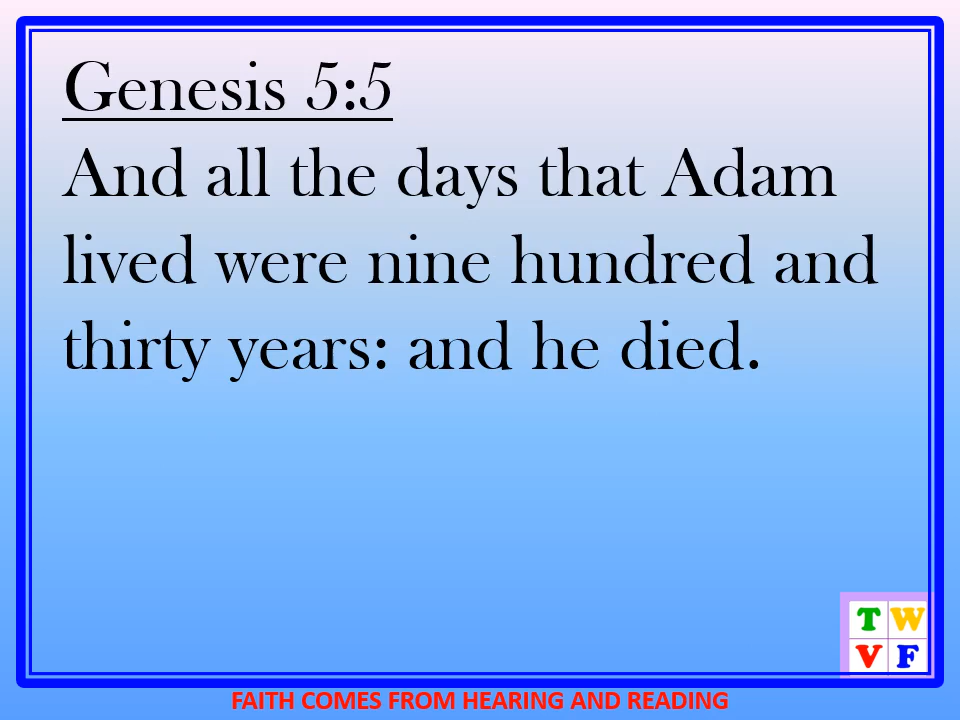 Genesis 5:5
And all the days that Adam
lived were nine hundred and
thirty years: and he died.
T W
V F
FAITH COMES FROM HEARING AND READING